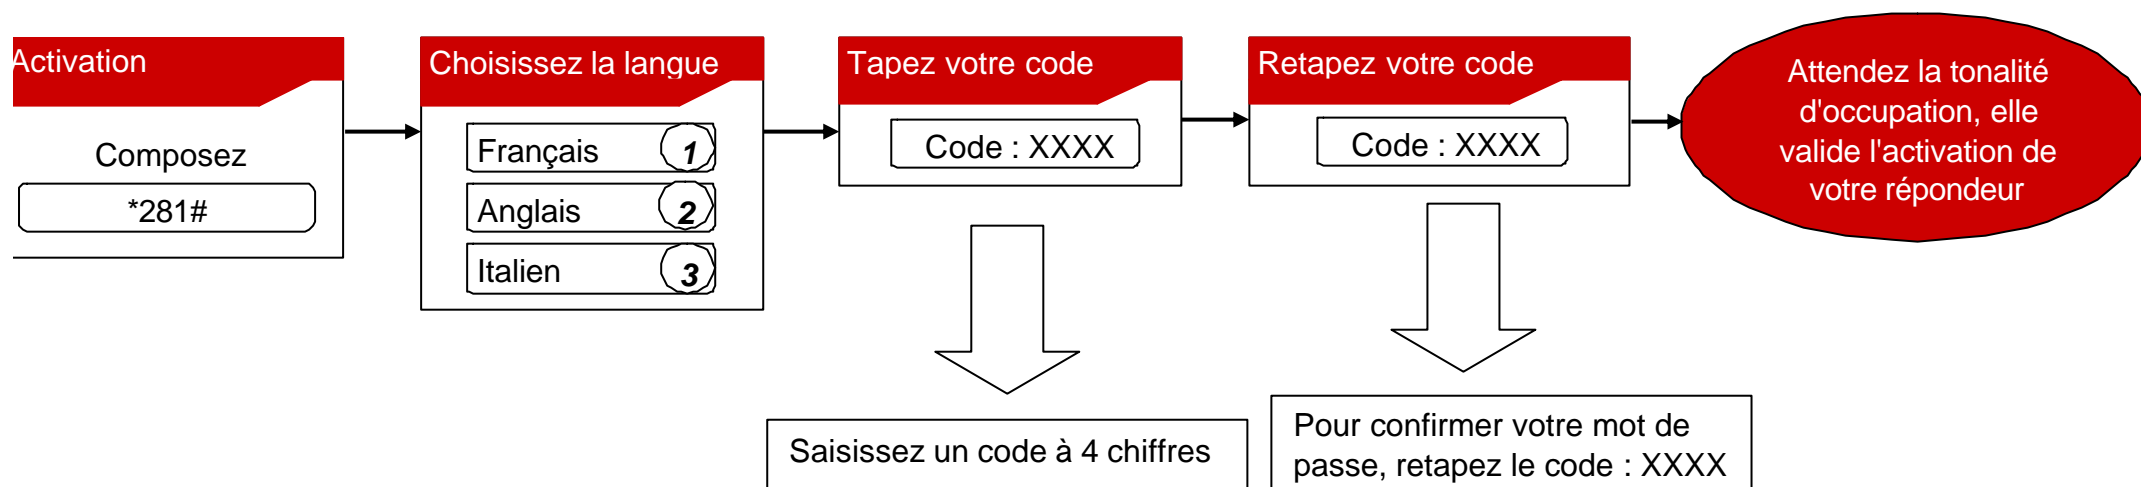 Activation
Composez
*281#
Choisissez la langue
Français 1
Anglais 2
Italien 3
Tapez votre code
Code : XXXX
Retapez votre code
Code : XXXX
Attendez la tonalité
d'occupation, elle
valide l'activation de
votre répondeur
Saisissez un code à 4 chiffres
Pour confirmer votre mot de
passe, retapez le code : XXXX